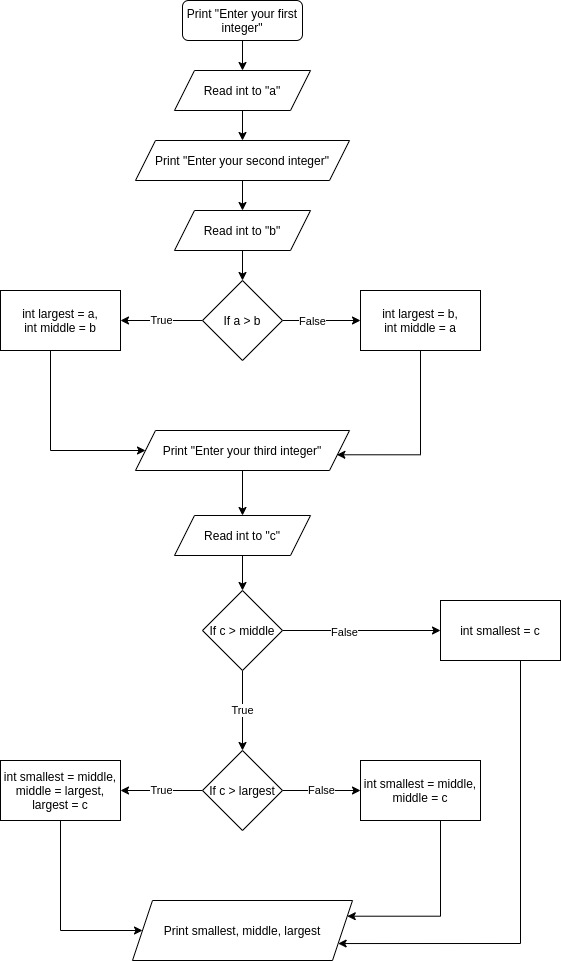 Print "Enter your first
integer"
Read int to "a"
Print "Enter your second integer"
Read int to "b"
If a > b
True
False
int largest = a,
int middle = b
int largest = b,
int middle = a
Print "Enter your third integer"
Read int to "c"
If c > middle
False
int smallest = c
True
If c > largest
True
False
int smallest = middle,
middle = largest,
largest = c
int smallest = middle,
middle = c
Print smallest, middle, largest